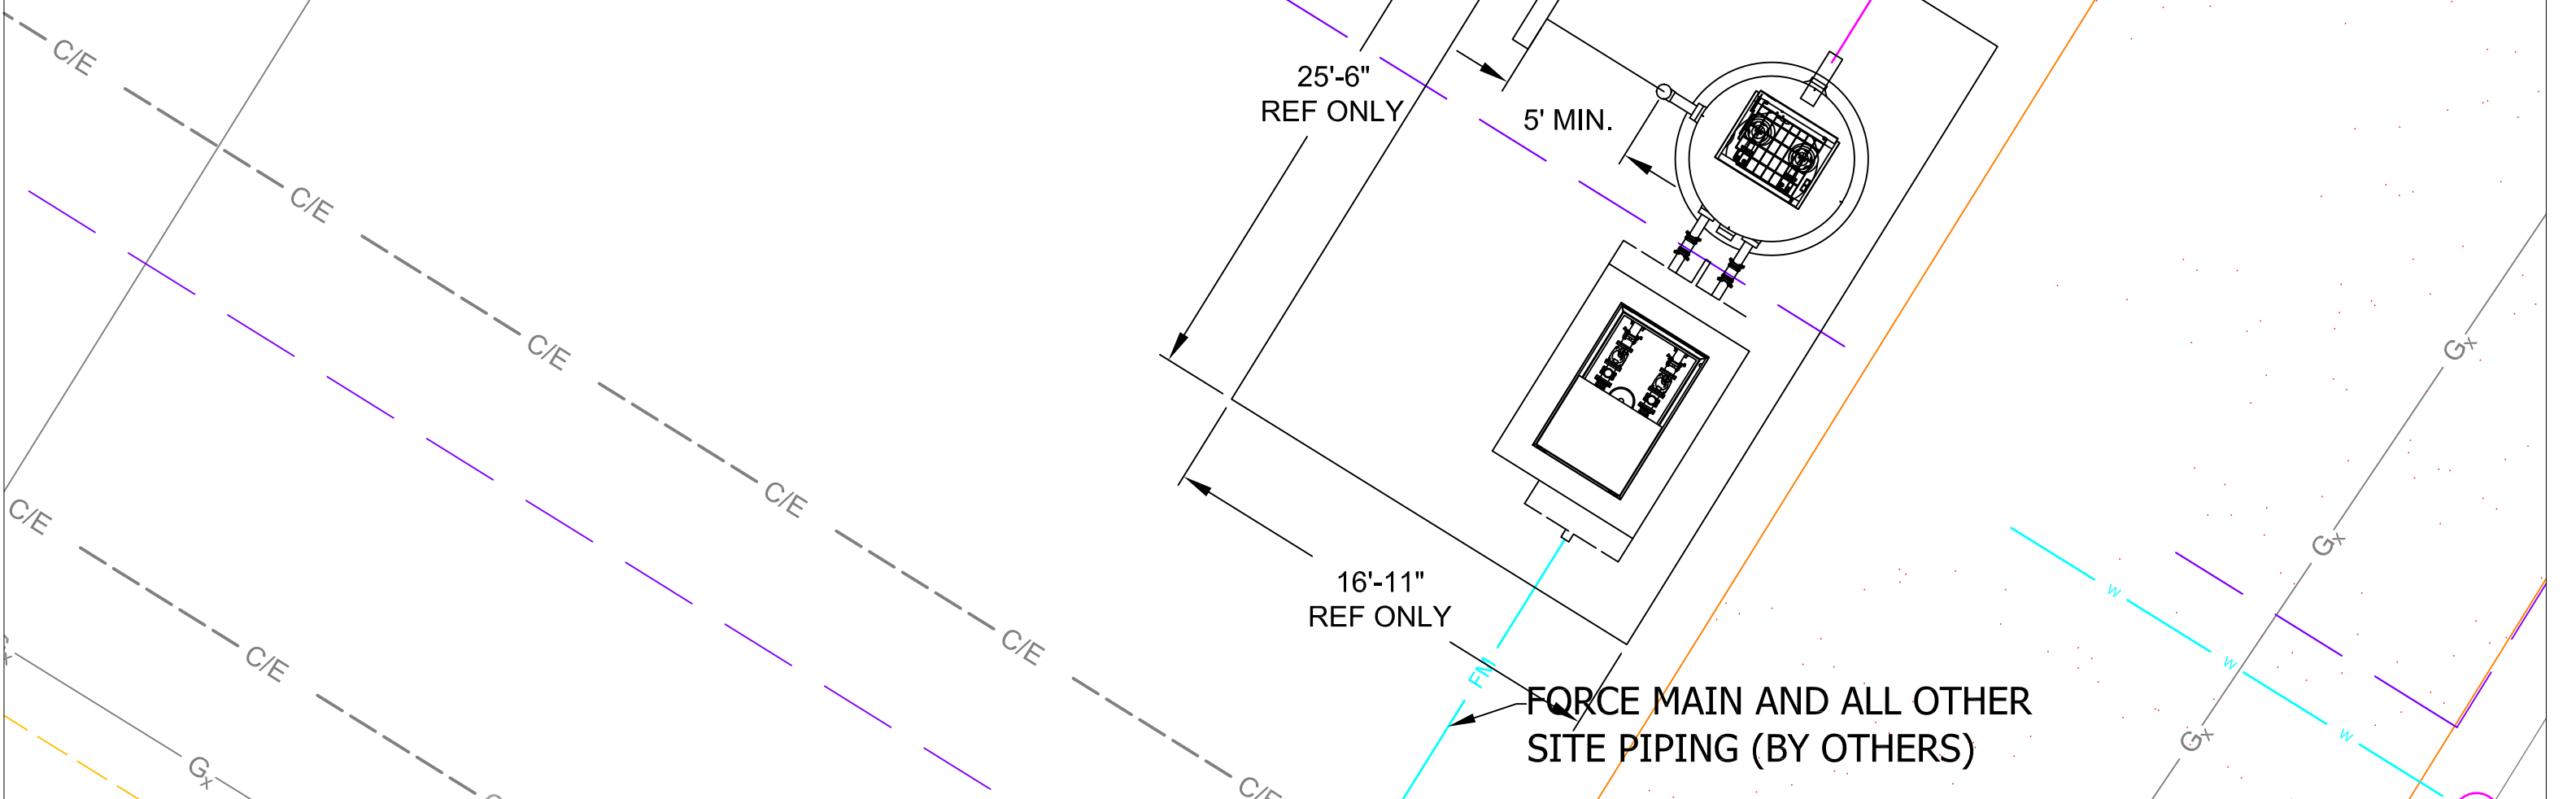 C/E
25'-6"
REF ONLY
5' MIN.
C/E
C/E
Gx
C/E
C/E
Gx
16'-11"
REF ONLY
W
C/E
C/E
FM
W
FORCE MAIN AND ALL OTHER
SITE PIPING (BY OTHERS)
W
Gx
Gx
C/E